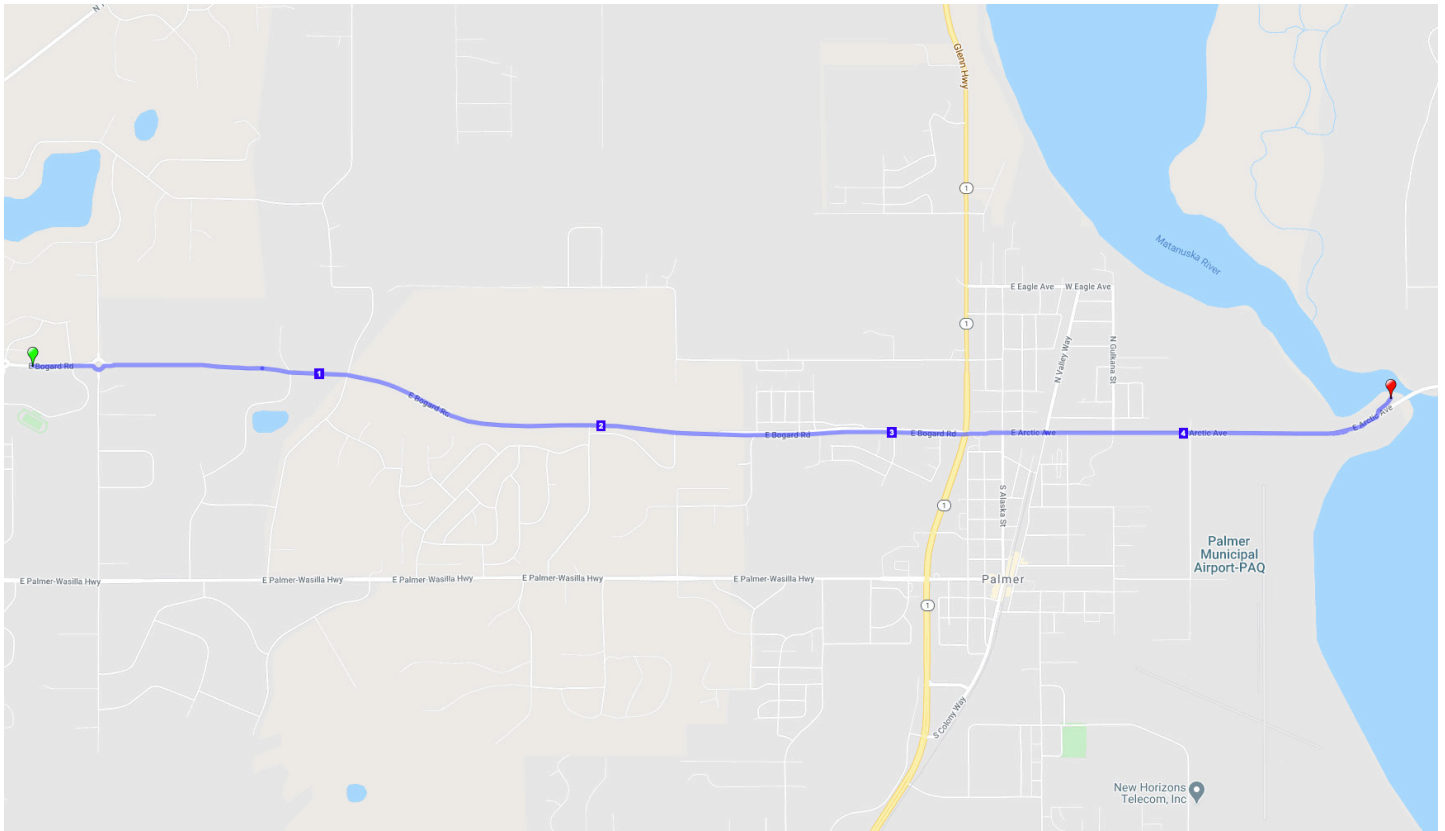 N
Glenn Hwy
1
Matanuska River
E Eagle Ave
W Eagle Ave
1
N Valley Way
N Gulkana St
E Bogard Rd
1
E Bogard Rd
2
E Bogard Rd
3
E Bogard Rd
E Arctic Ave
4
Arctic Ave
E Arctic Ave
S Alaska St
1
Palmer
Municipal
Airport-PAQ
E Palmer-Wasilla Hwy
E Palmer-Wasilla Hwy
E Palmer-Wasilla Hwy
E Palmer-Wasilla Hwy
E Palmer-Wasilla Hwy
Palmer
1
S Colony Way
New Horizons
Telecom, Inc